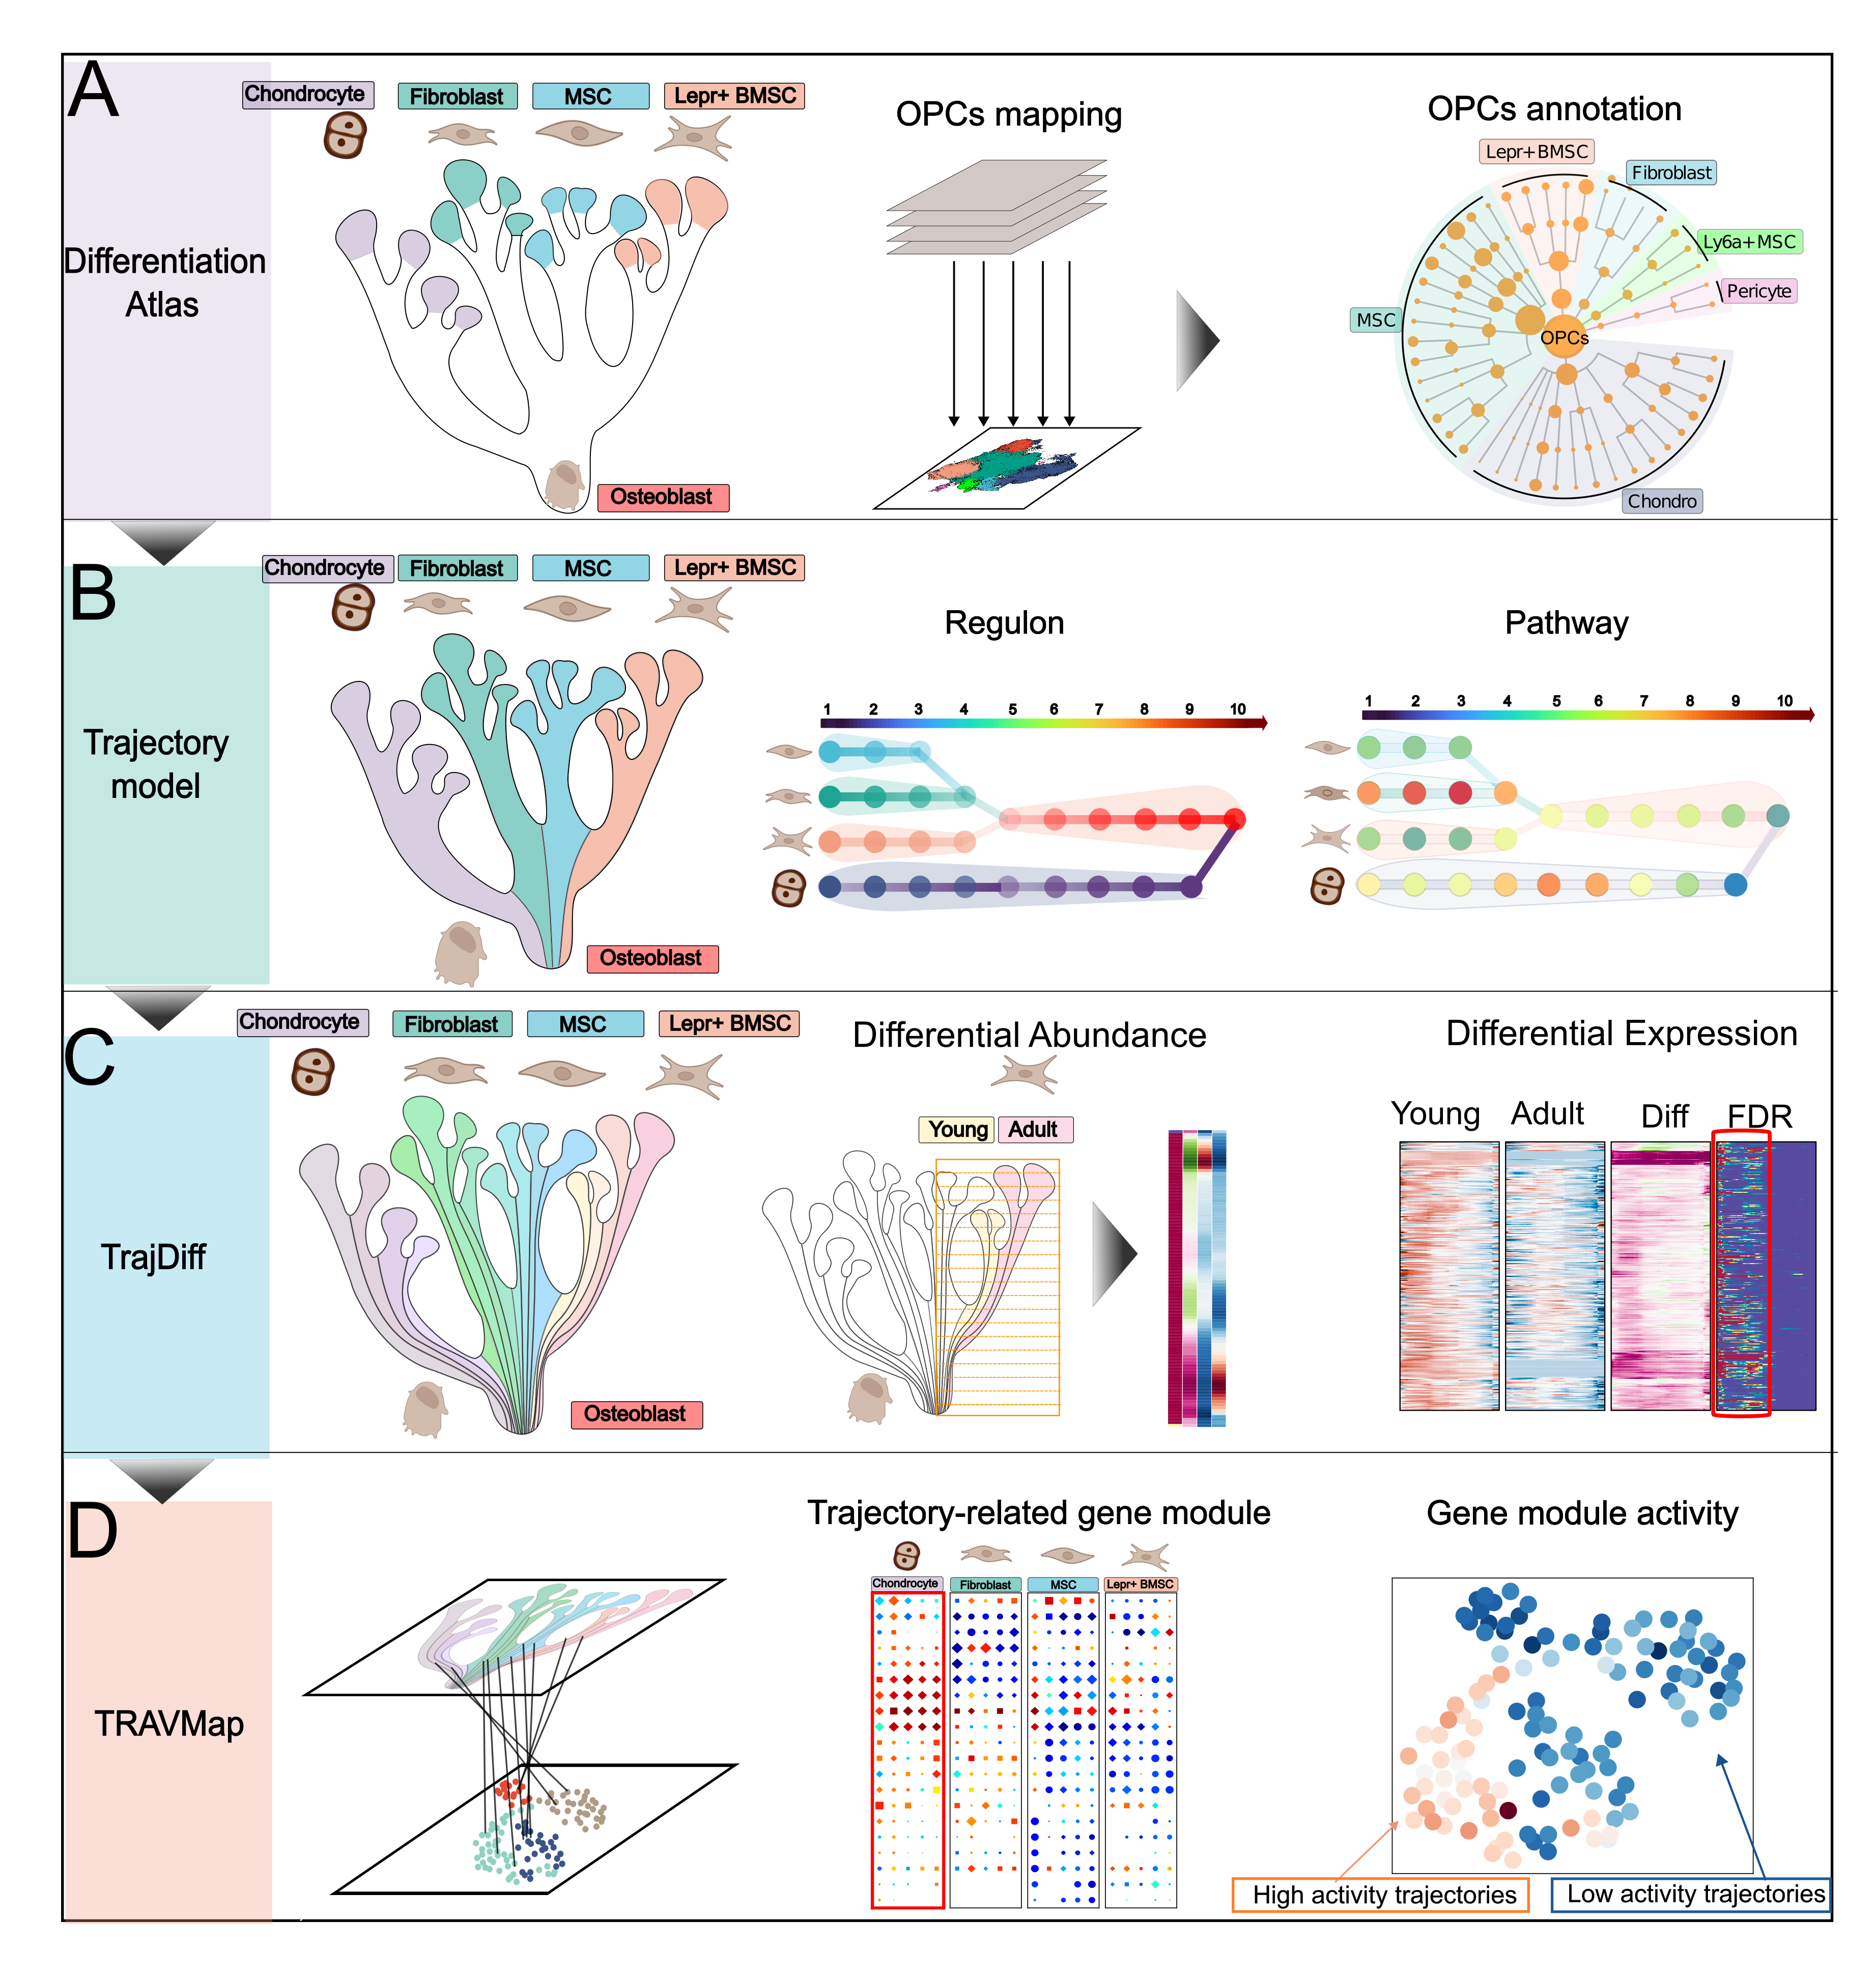 A
Differentiation
Atlas
Chondrocyte
Fibroblast
MSC
Lepr+ BMSC
Osteoblast
OPCs mapping
OPCs annotation
Lepr+BMSC
Fibroblast
Ly6a+MSC
Pericyte
MSC
OPCs
Chondro
B
Trajectory
model
Chondrocyte
Fibroblast
MSC
Lepr+ BMSC
Osteoblast
Regulon
1 2 3 4 5 6 7 8 9 10
Pathway
1 2 3 4 5 6 7 8 9 10
C
TrajDiff
Chondrocyte
Fibroblast
MSC
Lepr+ BMSC
Osteoblast
Differential Abundance
Young
Adult
Differential Expression
Young
Adult
Diff
FDR
D
TRAVMap
Trajectory-related gene module
Chondrocyte
Fibroblast
MSC
Lepr+ BMSC
Gene module activity
High activity trajectories
Low activity trajectories